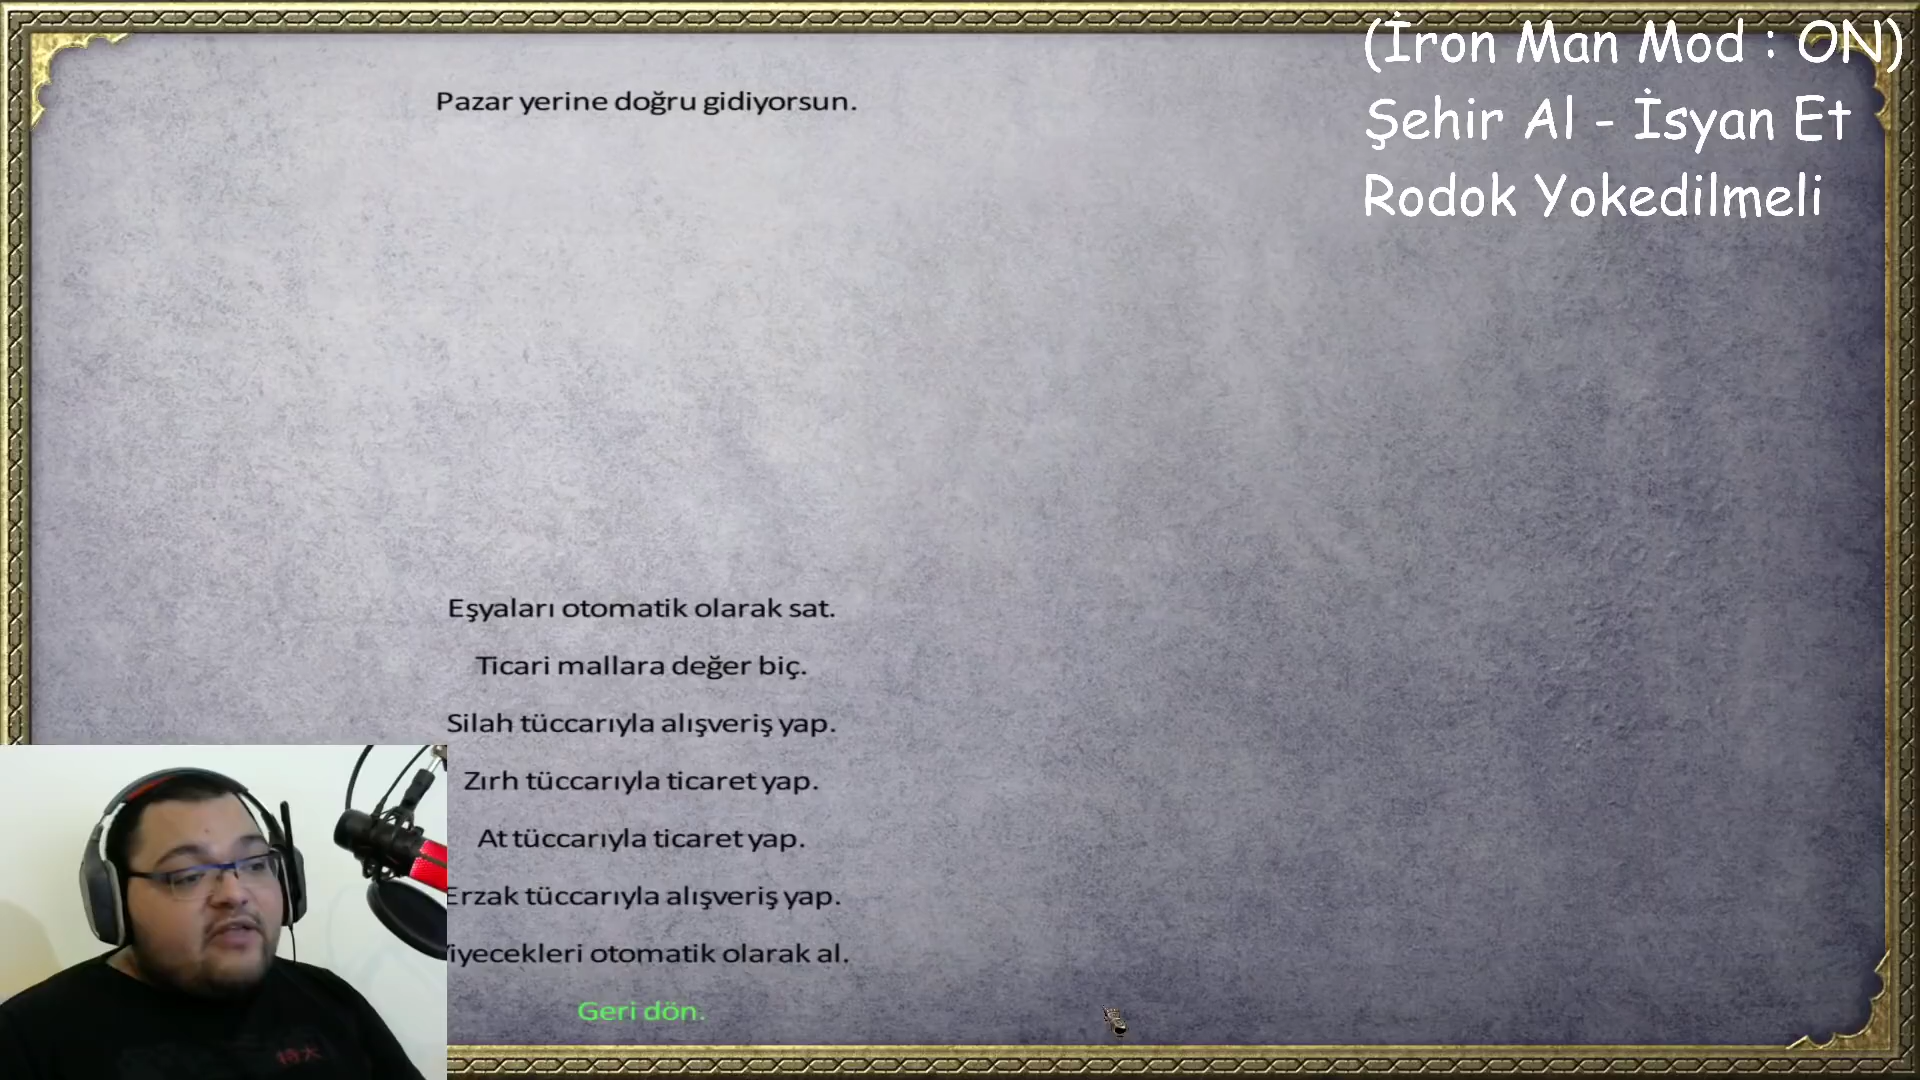 (İron Man Mod : ON)
Şehir Al - İsyan Et
Rodok Yokedilmeli
Pazar yerine doğru gidiyorsun.
Eşyaları otomatik olarak sat.
Ticari mallara değer biç.
Silah tüccarıyla alışveriş yap.
Zırh tüccarıyla ticaret yap.
At tüccarıyla ticaret yap.
Erzak tüccarıyla alışveriş yap.
Yiyecekleri otomatik olarak al.
Geri dön.